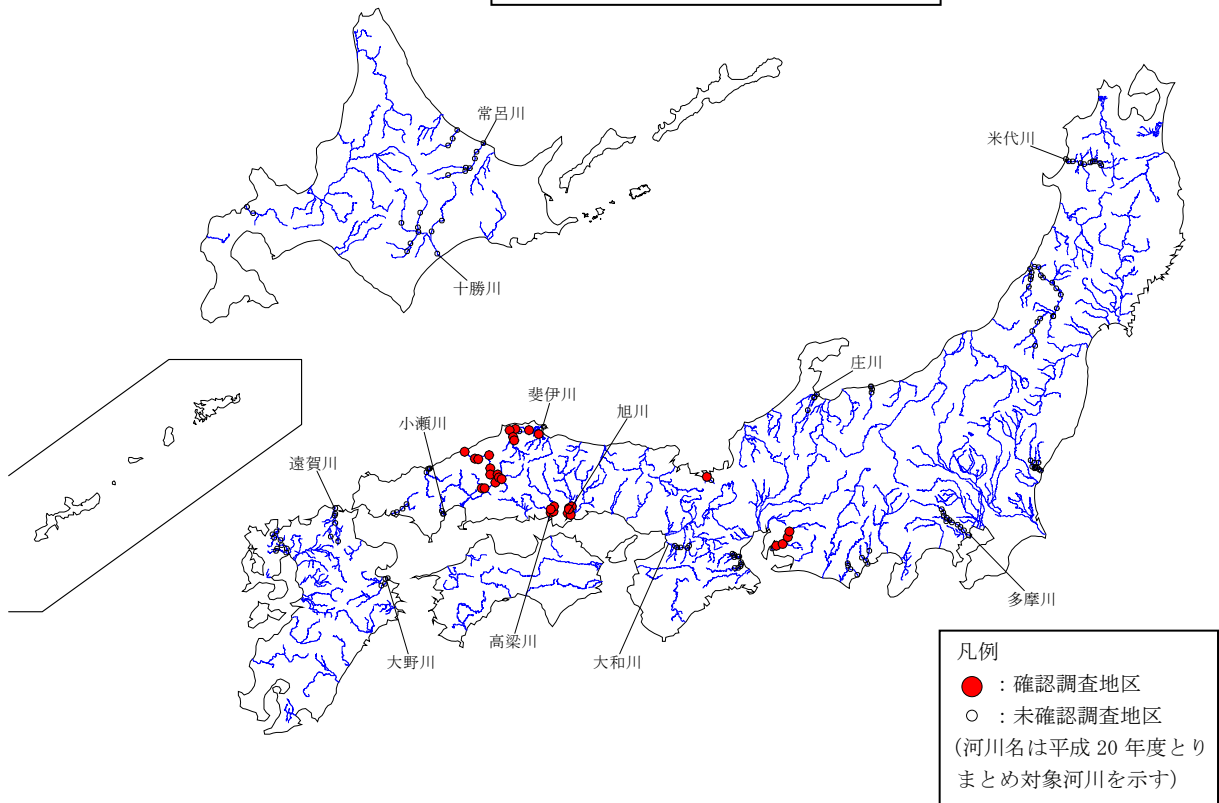 常呂川
米代川
十勝川
庄川
斐伊川
旭川
小瀬川
遠賀川
多摩川
高梁川
大野川
大和川
凡例
：確認調査地区
：未確認調査地区
(河川名は平成 20 年度とり
まとめ対象河川を示す)